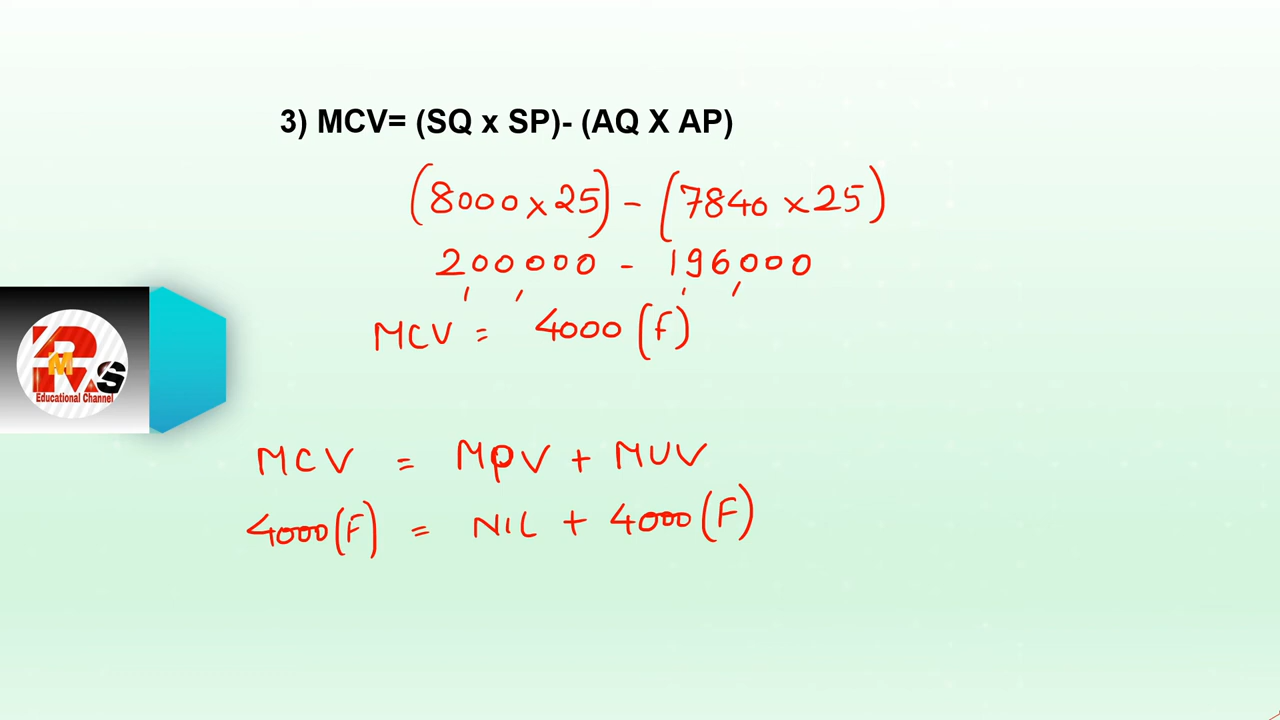 3) MCV= (SQ x SP)- (AQ X AP)
(8000 x 25) - (7840 x 25)
200000 - 196000
MCV = 4000 (F)
MCV = MPV + MUV
4000 (F) = NIL + 4000 (F)
M S
Educational Channel